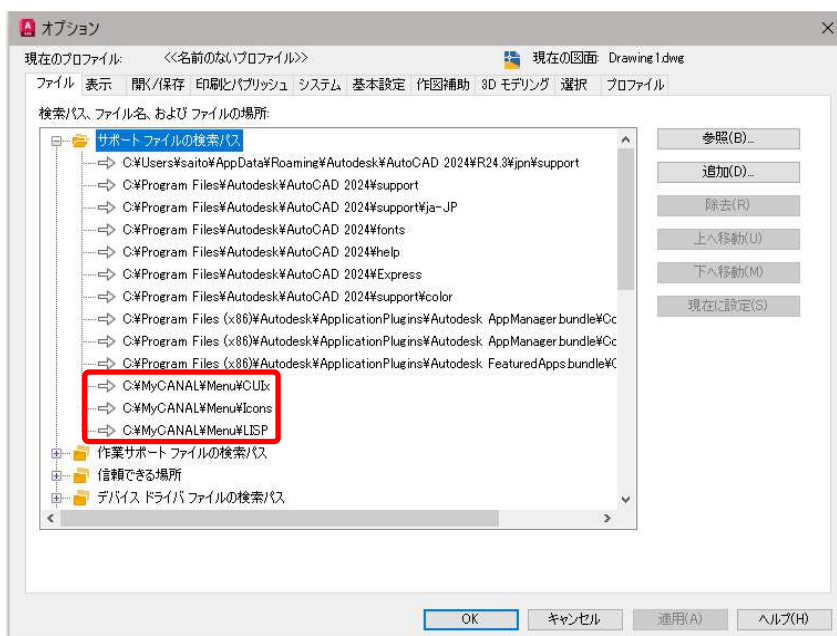 オプション
現在のプロファイル: <<名前のないプロファイル>> 現在の図面: Drawing1.dwg
ファイル 表示 開く/保存 印刷とパブリッシュ システム 基本設定 作図補助 3D モデリング 選択 プロファイル
検索パス、ファイル名、および ファイルの場所:
サポート ファイルの検索パス
C:¥Users¥saito¥AppData¥Roaming¥Autodesk¥AutoCAD 2024¥R24.3¥jpn¥support
C:¥Program Files¥Autodesk¥AutoCAD 2024¥support
C:¥Program Files¥Autodesk¥AutoCAD 2024¥support¥ja-JP
C:¥Program Files¥Autodesk¥AutoCAD 2024¥fonts
C:¥Program Files¥Autodesk¥AutoCAD 2024¥help
C:¥Program Files¥Autodesk¥AutoCAD 2024¥Express
C:¥Program Files¥Autodesk¥AutoCAD 2024¥support¥color
C:¥Program Files (x86)¥Autodesk¥ApplicationPlugins¥Autodesk AppManager.bundle¥Cc
C:¥Program Files (x86)¥Autodesk¥ApplicationPlugins¥Autodesk AppManager.bundle¥Cc
C:¥Program Files (x86)¥Autodesk¥ApplicationPlugins¥Autodesk FeaturedApps.bundle¥C
C:¥MyCANAL¥Menu¥CUIx
C:¥MyCANAL¥Menu¥Icons
C:¥MyCANAL¥Menu¥LISP
作業サポート ファイルの検索パス
信頼できる場所
デバイス ドライバ ファイルの検索パス
参照(B)...
追加(D)...
除去(R)
上へ移動(U)
下へ移動(M)
現在に設定(S)
OK キャンセル 適用(A) ヘルプ(H)